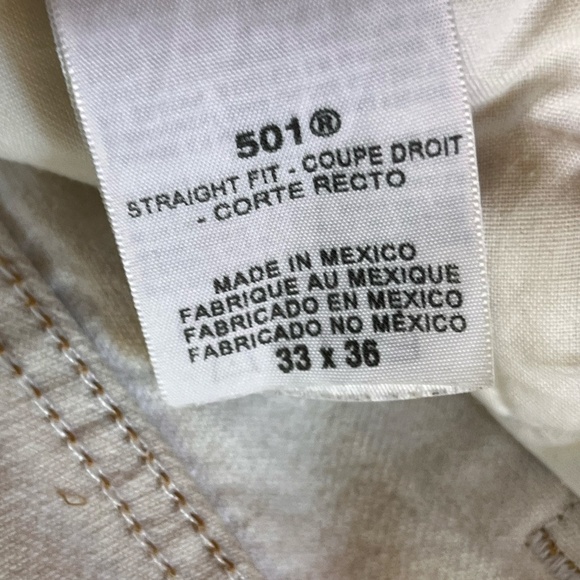 501®
STRAIGHT FIT - COUPE DROIT
- CORTE RECTO
MADE IN MEXICO
FABRIQUE AU MEXIQUE
FABRICADO EN MEXICO
FABRICADO NO MÉXICO
33 x 36